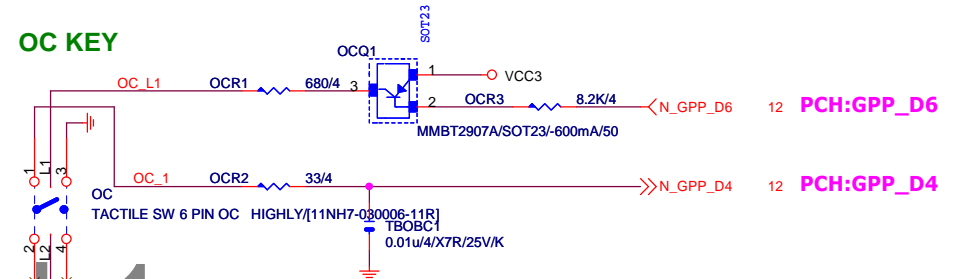 SOT23
OC KEY
OCQ1
OC_L1 OCR1 680/4 3 1 VCC3
2 OCR3 8.2K/4 N_GPP_D6 12 PCH:GPP_D6
MMBT2907A/SOT23/-600mA/50
1 L1 3
OC_1 OCR2 33/4 N_GPP_D4 12 PCH:GPP_D4
OC
TACTILE SW 6 PIN OC HIGHLY/[11NH7-030006-11R]
TBOBC1
0.01u/4/X7R/25V/K
2 L2 4